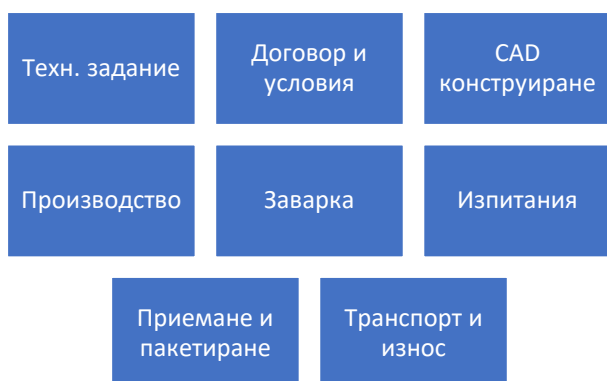 Техн. задание
Договор и
условия
CAD
конструиране
Производство
Заварка
Изпитания
Приемане и
пакетиране
Транспорт и
износ